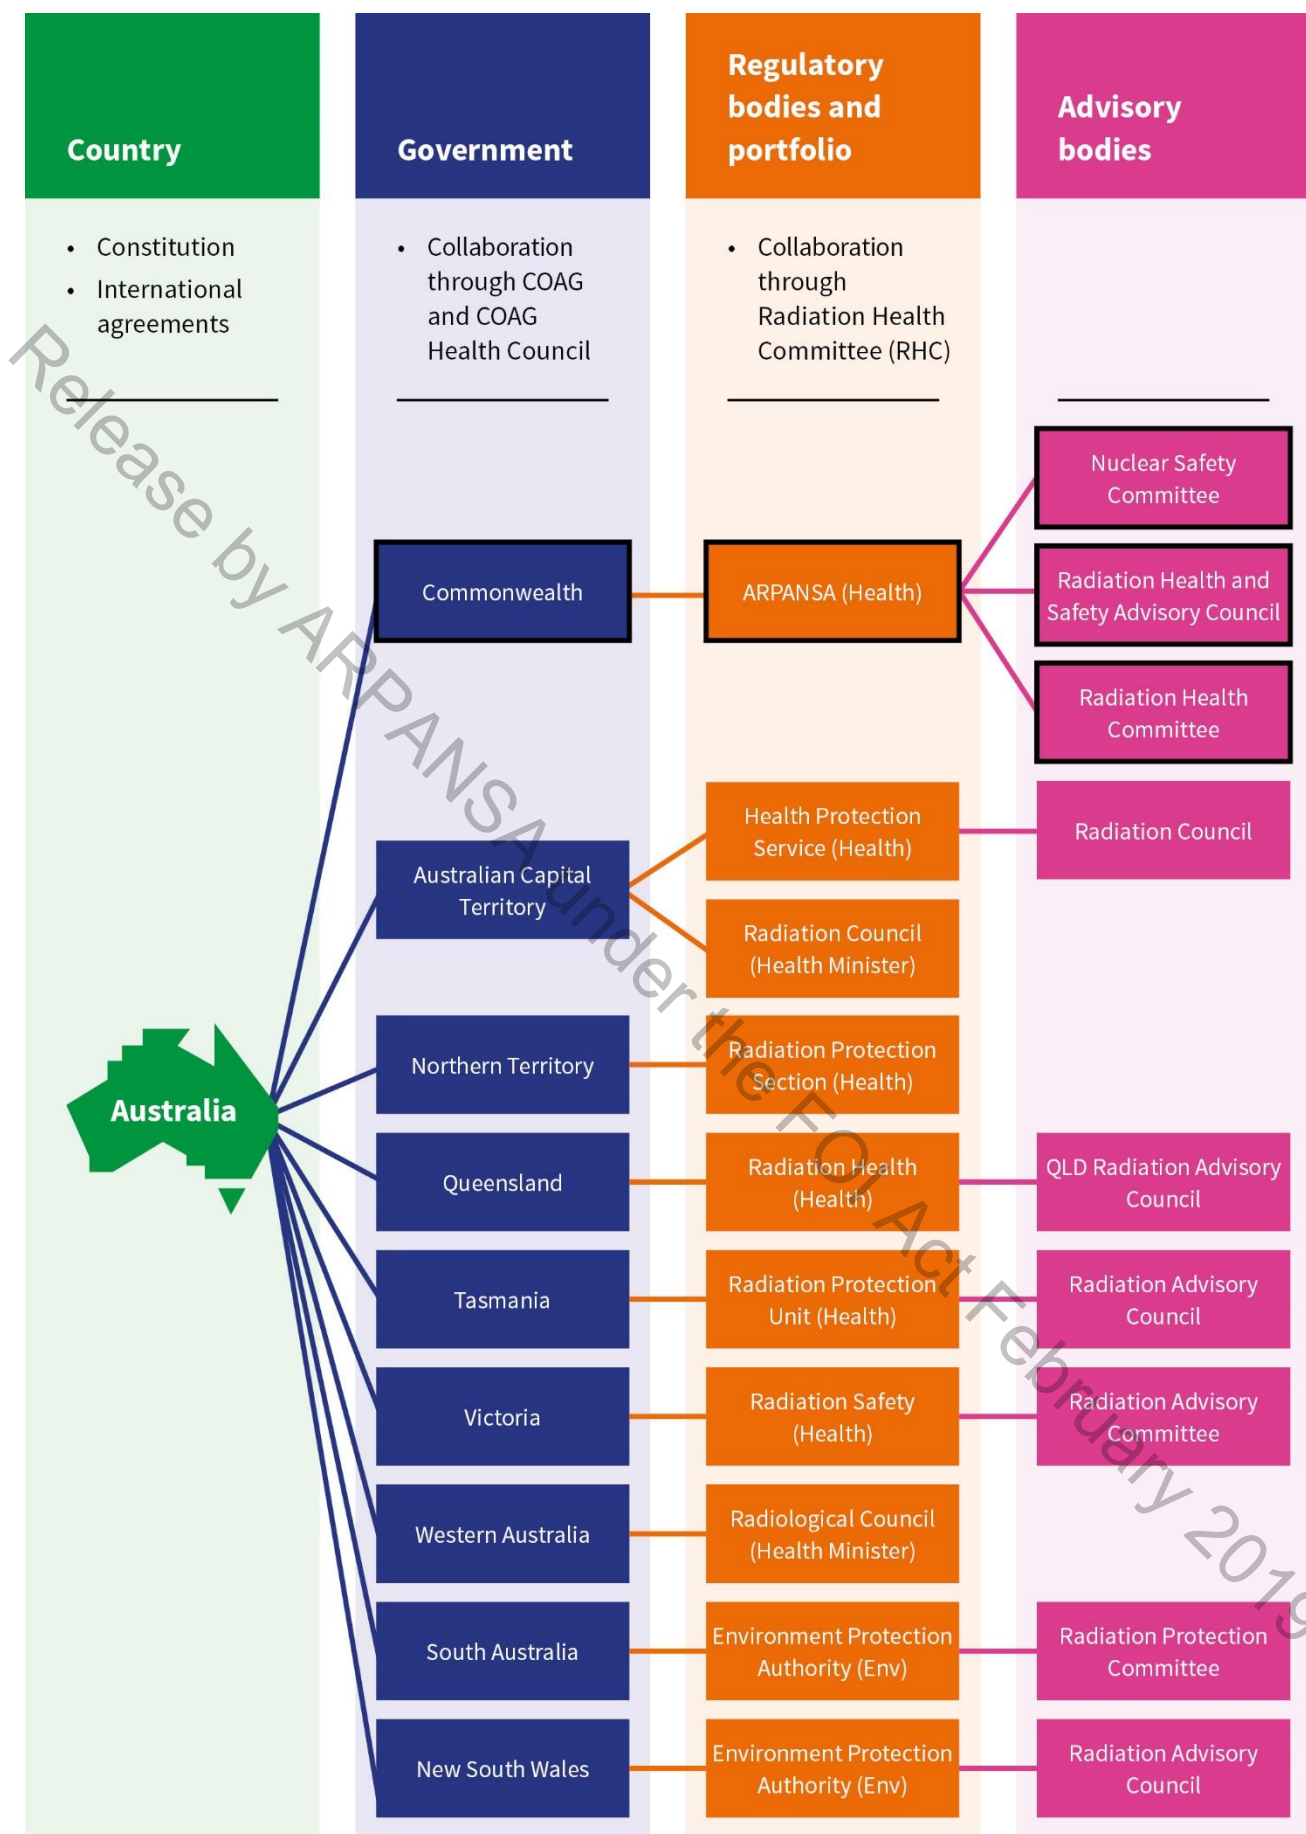 Country
Government
Regulatory
bodies and
portfolio
Advisory
bodies
• Constitution
• International
agreements
• Collaboration
through COAG
and COAG
Health Council
• Collaboration
through
Radiation Health
Committee (RHC)
Commonwealth
ARPANSA (Health)
Nuclear Safety
Committee
Radiation Health and
Safety Advisory Council
Radiation Health
Committee
Australian Capital
Territory
Health Protection
Service (Health)
Radiation Council
Radiation Council
(Health Minister)
Australia
Northern Territory
Radiation Protection
Section (Health)
Queensland
Radiation Health
(Health)
QLD Radiation Advisory
Council
Tasmania
Radiation Protection
Unit (Health)
Radiation Advisory
Council
Victoria
Radiation Safety
(Health)
Radiation Advisory
Committee
Western Australia
Radiological Council
(Health Minister)
South Australia
Environment Protection
Authority (Env)
Radiation Protection
Committee
New South Wales
Environment Protection
Authority (Env)
Radiation Advisory
Council
Release by ARPANSA under the FOI Act February 2019